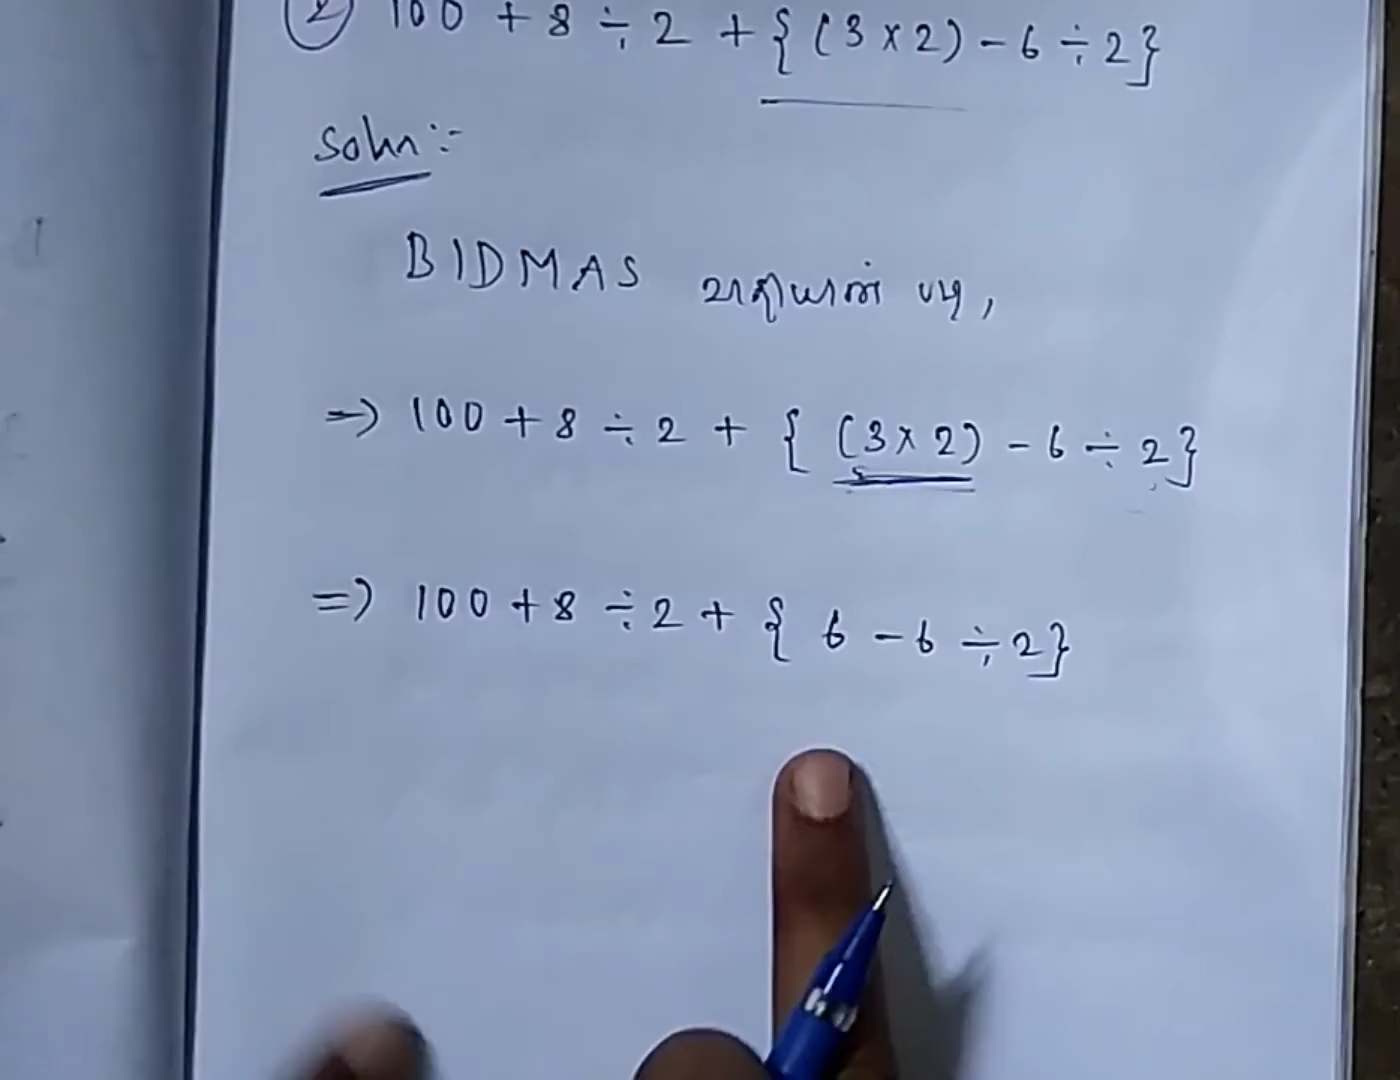 ② 100 + 8 ÷ 2 + { (3 × 2) - 6 ÷ 2}
Soln :-
BIDMAS
=> 100 + 8 ÷ 2 + { (3 × 2) - 6 ÷ 2}
=> 100 + 8 ÷ 2 + { 6 - 6 ÷ 2}